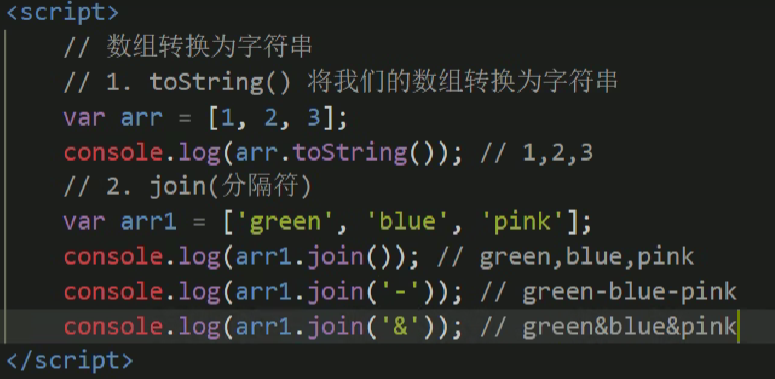 <script>
// 数组转换为字符串
// 1. toString() 将我们的数组转换为字符串
var arr = [1, 2, 3];
console.log(arr.toString()); // 1,2,3
// 2. join(分隔符)
var arr1 = ['green', 'blue', 'pink'];
console.log(arr1.join()); // green,blue,pink
console.log(arr1.join('-')); // green-blue-pink
console.log(arr1.join('&')); // green&blue&pink
</script>